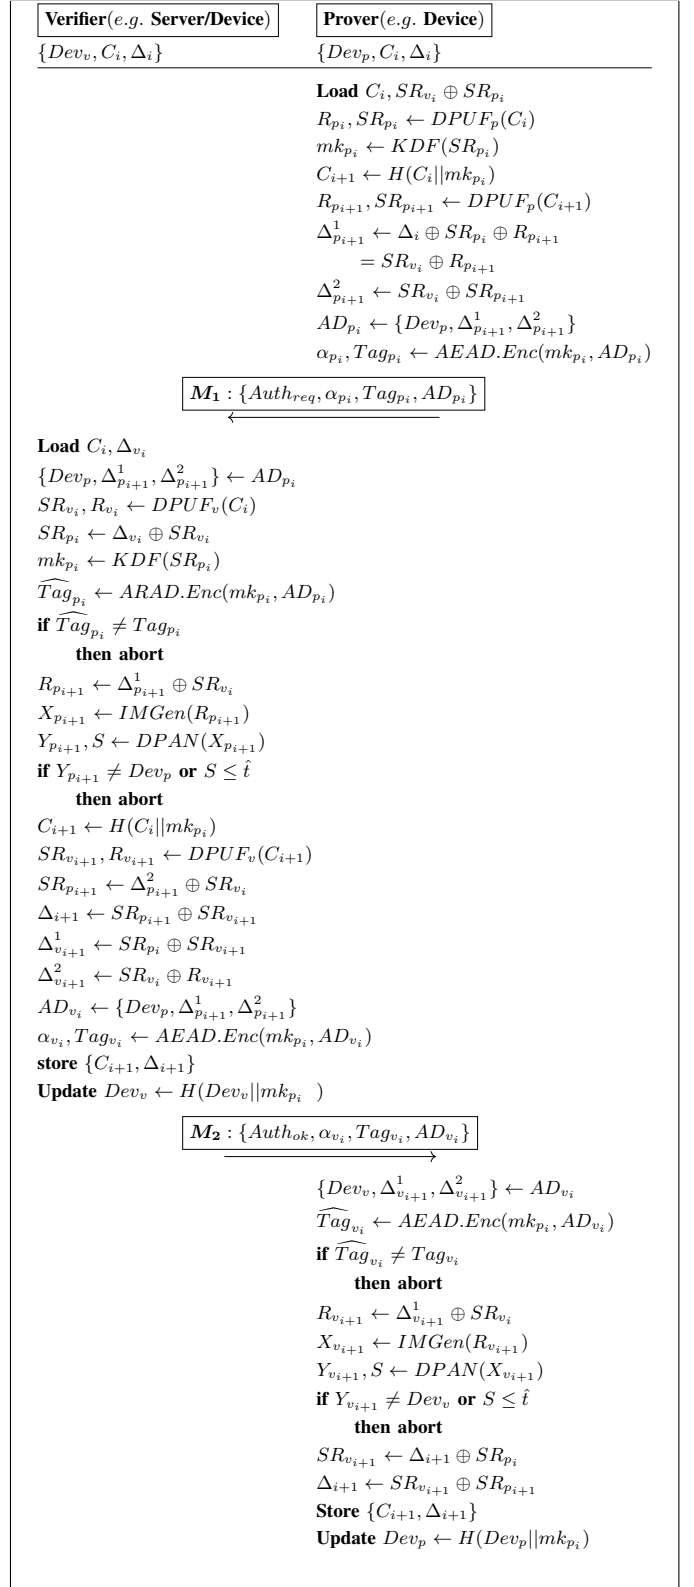 Verifier(e.g. Server/Device) Prover(e.g. Device)
{Dev_v, C_i, Δ_i} {Dev_p, C_i, Δ_i}
Load C_i, SR_{v_i} ⊕ SR_{p_i}
R_{p_i}, SR_{p_i} ← DPUF_p(C_i)
mk_{p_i} ← KDF(SR_{p_i})
C_{i+1} ← H(C_i||mk_{p_i})
R_{p_{i+1}}, SR_{p_{i+1}} ← DPUF_p(C_{i+1})
Δ^1_{p_{i+1}} ← Δ_i ⊕ SR_{p_i} ⊕ R_{p_{i+1}}
= SR_{v_i} ⊕ R_{p_{i+1}}
Δ^2_{p_{i+1}} ← SR_{v_i} ⊕ SR_{p_{i+1}}
AD_{p_i} ← {Dev_p, Δ^1_{p_{i+1}}, Δ^2_{p_{i+1}}}
α_{p_i}, Tag_{p_i} ← AEAD.Enc(mk_{p_i}, AD_{p_i})
M_1 : {Auth_{req}, α_{p_i}, Tag_{p_i}, AD_{p_i}}
Load C_i, Δ_{v_i}
{Dev_p, Δ^1_{p_{i+1}}, Δ^2_{p_{i+1}}} ← AD_{p_i}
SR_{v_i}, R_{v_i} ← DPUF_v(C_i)
SR_{p_i} ← Δ_{v_i} ⊕ SR_{v_i}
mk_{p_i} ← KDF(SR_{p_i})
\widehat{Tag}_{p_i} ← ARAD.Enc(mk_{p_i}, AD_{p_i})
if \widehat{Tag}_{p_i} ≠ Tag_{p_i}
then abort
R_{p_{i+1}} ← Δ^1_{p_{i+1}} ⊕ SR_{v_i}
X_{p_{i+1}} ← IMGen(R_{p_{i+1}})
Y_{p_{i+1}}, S ← DPAN(X_{p_{i+1}})
if Y_{p_{i+1}} ≠ Dev_p or S ≤ \hat{t}
then abort
C_{i+1} ← H(C_i||mk_{p_i})
SR_{v_{i+1}}, R_{v_{i+1}} ← DPUF_v(C_{i+1})
SR_{p_{i+1}} ← Δ^2_{p_{i+1}} ⊕ SR_{v_i}
Δ_{i+1} ← SR_{p_{i+1}} ⊕ SR_{v_{i+1}}
Δ^1_{v_{i+1}} ← SR_{p_i} ⊕ SR_{v_{i+1}}
Δ^2_{v_{i+1}} ← SR_{v_i} ⊕ R_{v_{i+1}}
AD_{v_i} ← {Dev_p, Δ^1_{p_{i+1}}, Δ^2_{p_{i+1}}}
α_{v_i}, Tag_{v_i} ← AEAD.Enc(mk_{p_i}, AD_{v_i})
store {C_{i+1}, Δ_{i+1}}
Update Dev_v ← H(Dev_v||mk_{p_i} )
M_2 : {Auth_{ok}, α_{v_i}, Tag_{v_i}, AD_{v_i}}
{Dev_v, Δ^1_{v_{i+1}}, Δ^2_{v_{i+1}}} ← AD_{v_i}
\widehat{Tag}_{v_i} ← AEAD.Enc(mk_{p_i}, AD_{v_i})
if \widehat{Tag}_{v_i} ≠ Tag_{v_i}
then abort
R_{v_{i+1}} ← Δ^1_{v_{i+1}} ⊕ SR_{v_i}
X_{v_{i+1}} ← IMGen(R_{v_{i+1}})
Y_{v_{i+1}}, S ← DPAN(X_{v_{i+1}})
if Y_{v_{i+1}} ≠ Dev_v or S ≤ \hat{t}
then abort
SR_{v_{i+1}} ← Δ_{i+1} ⊕ SR_{p_i}
Δ_{i+1} ← SR_{v_{i+1}} ⊕ SR_{p_{i+1}}
Store {C_{i+1}, Δ_{i+1}}
Update Dev_p ← H(Dev_p||mk_{p_i})